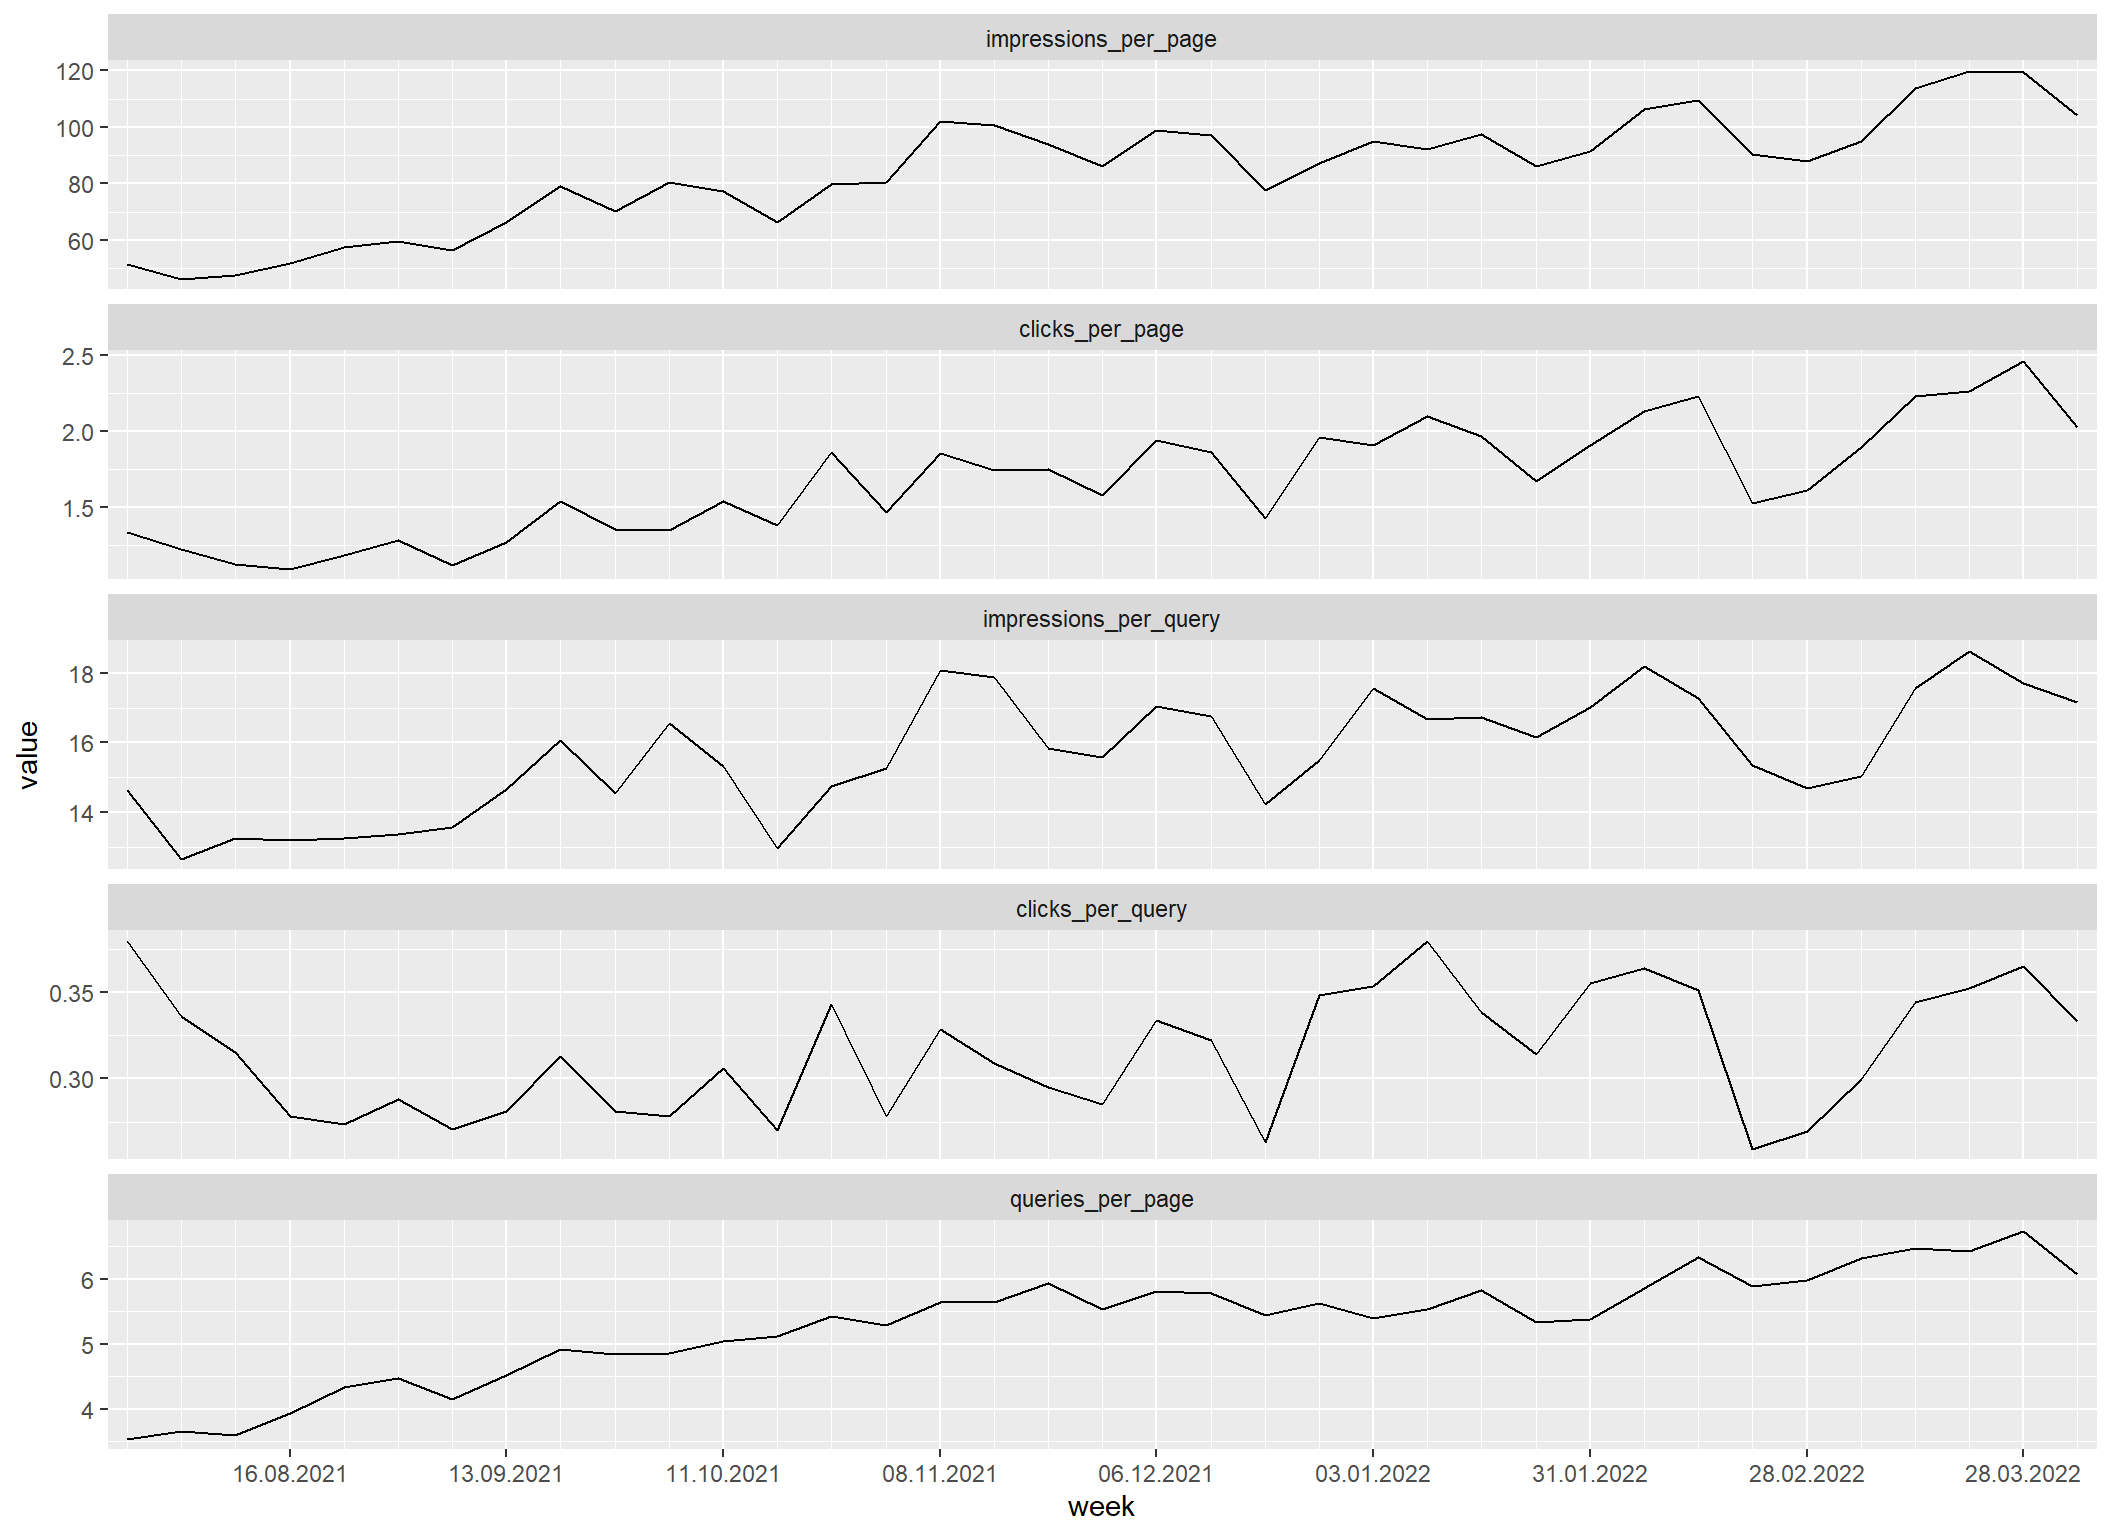 impressions_per_page
120
100
80
60
clicks_per_page
2.5
2.0
1.5
impressions_per_query
18
16
14
value
clicks_per_query
0.35
0.30
queries_per_page
6
5
4
16.08.2021 13.09.2021 11.10.2021 08.11.2021 06.12.2021 03.01.2022 31.01.2022 28.02.2022 28.03.2022
week